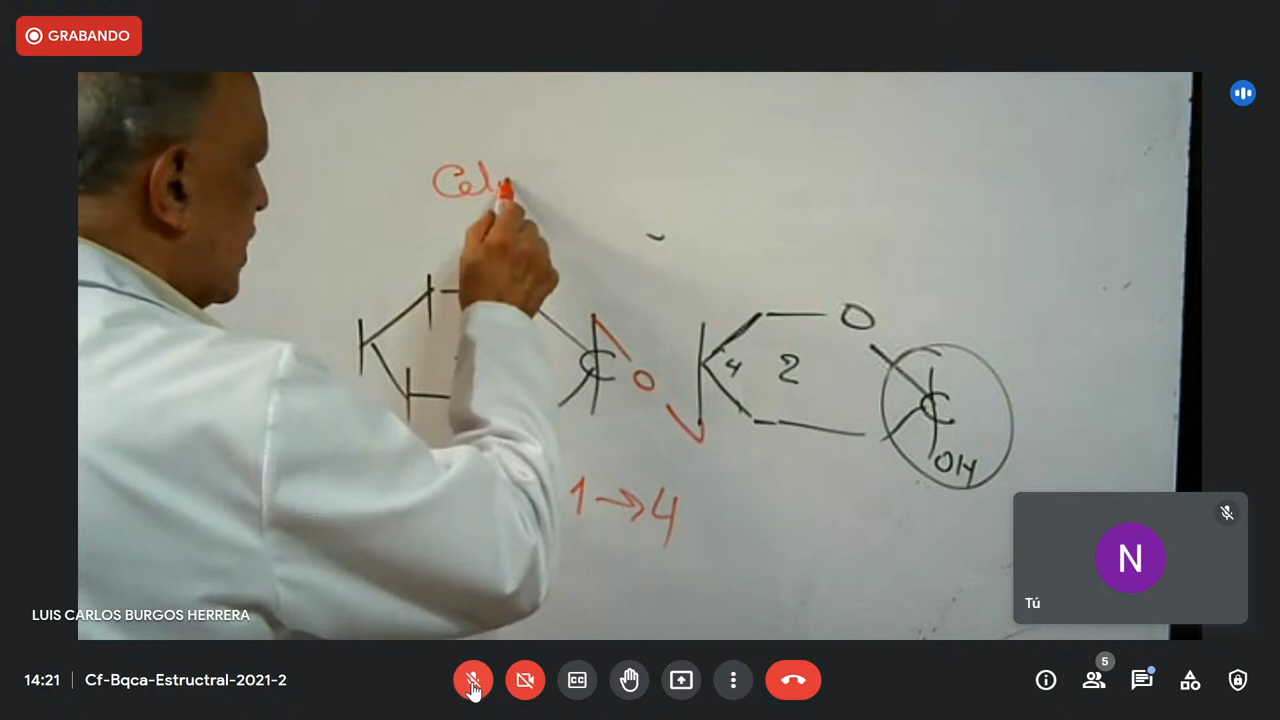 GRABANDO
Cel
O
C
O
4
2
C
OH
1→4
N
Tú
LUIS CARLOS BURGOS HERRERA
14:21
Cf-Bqca-Estructral-2021-2
5